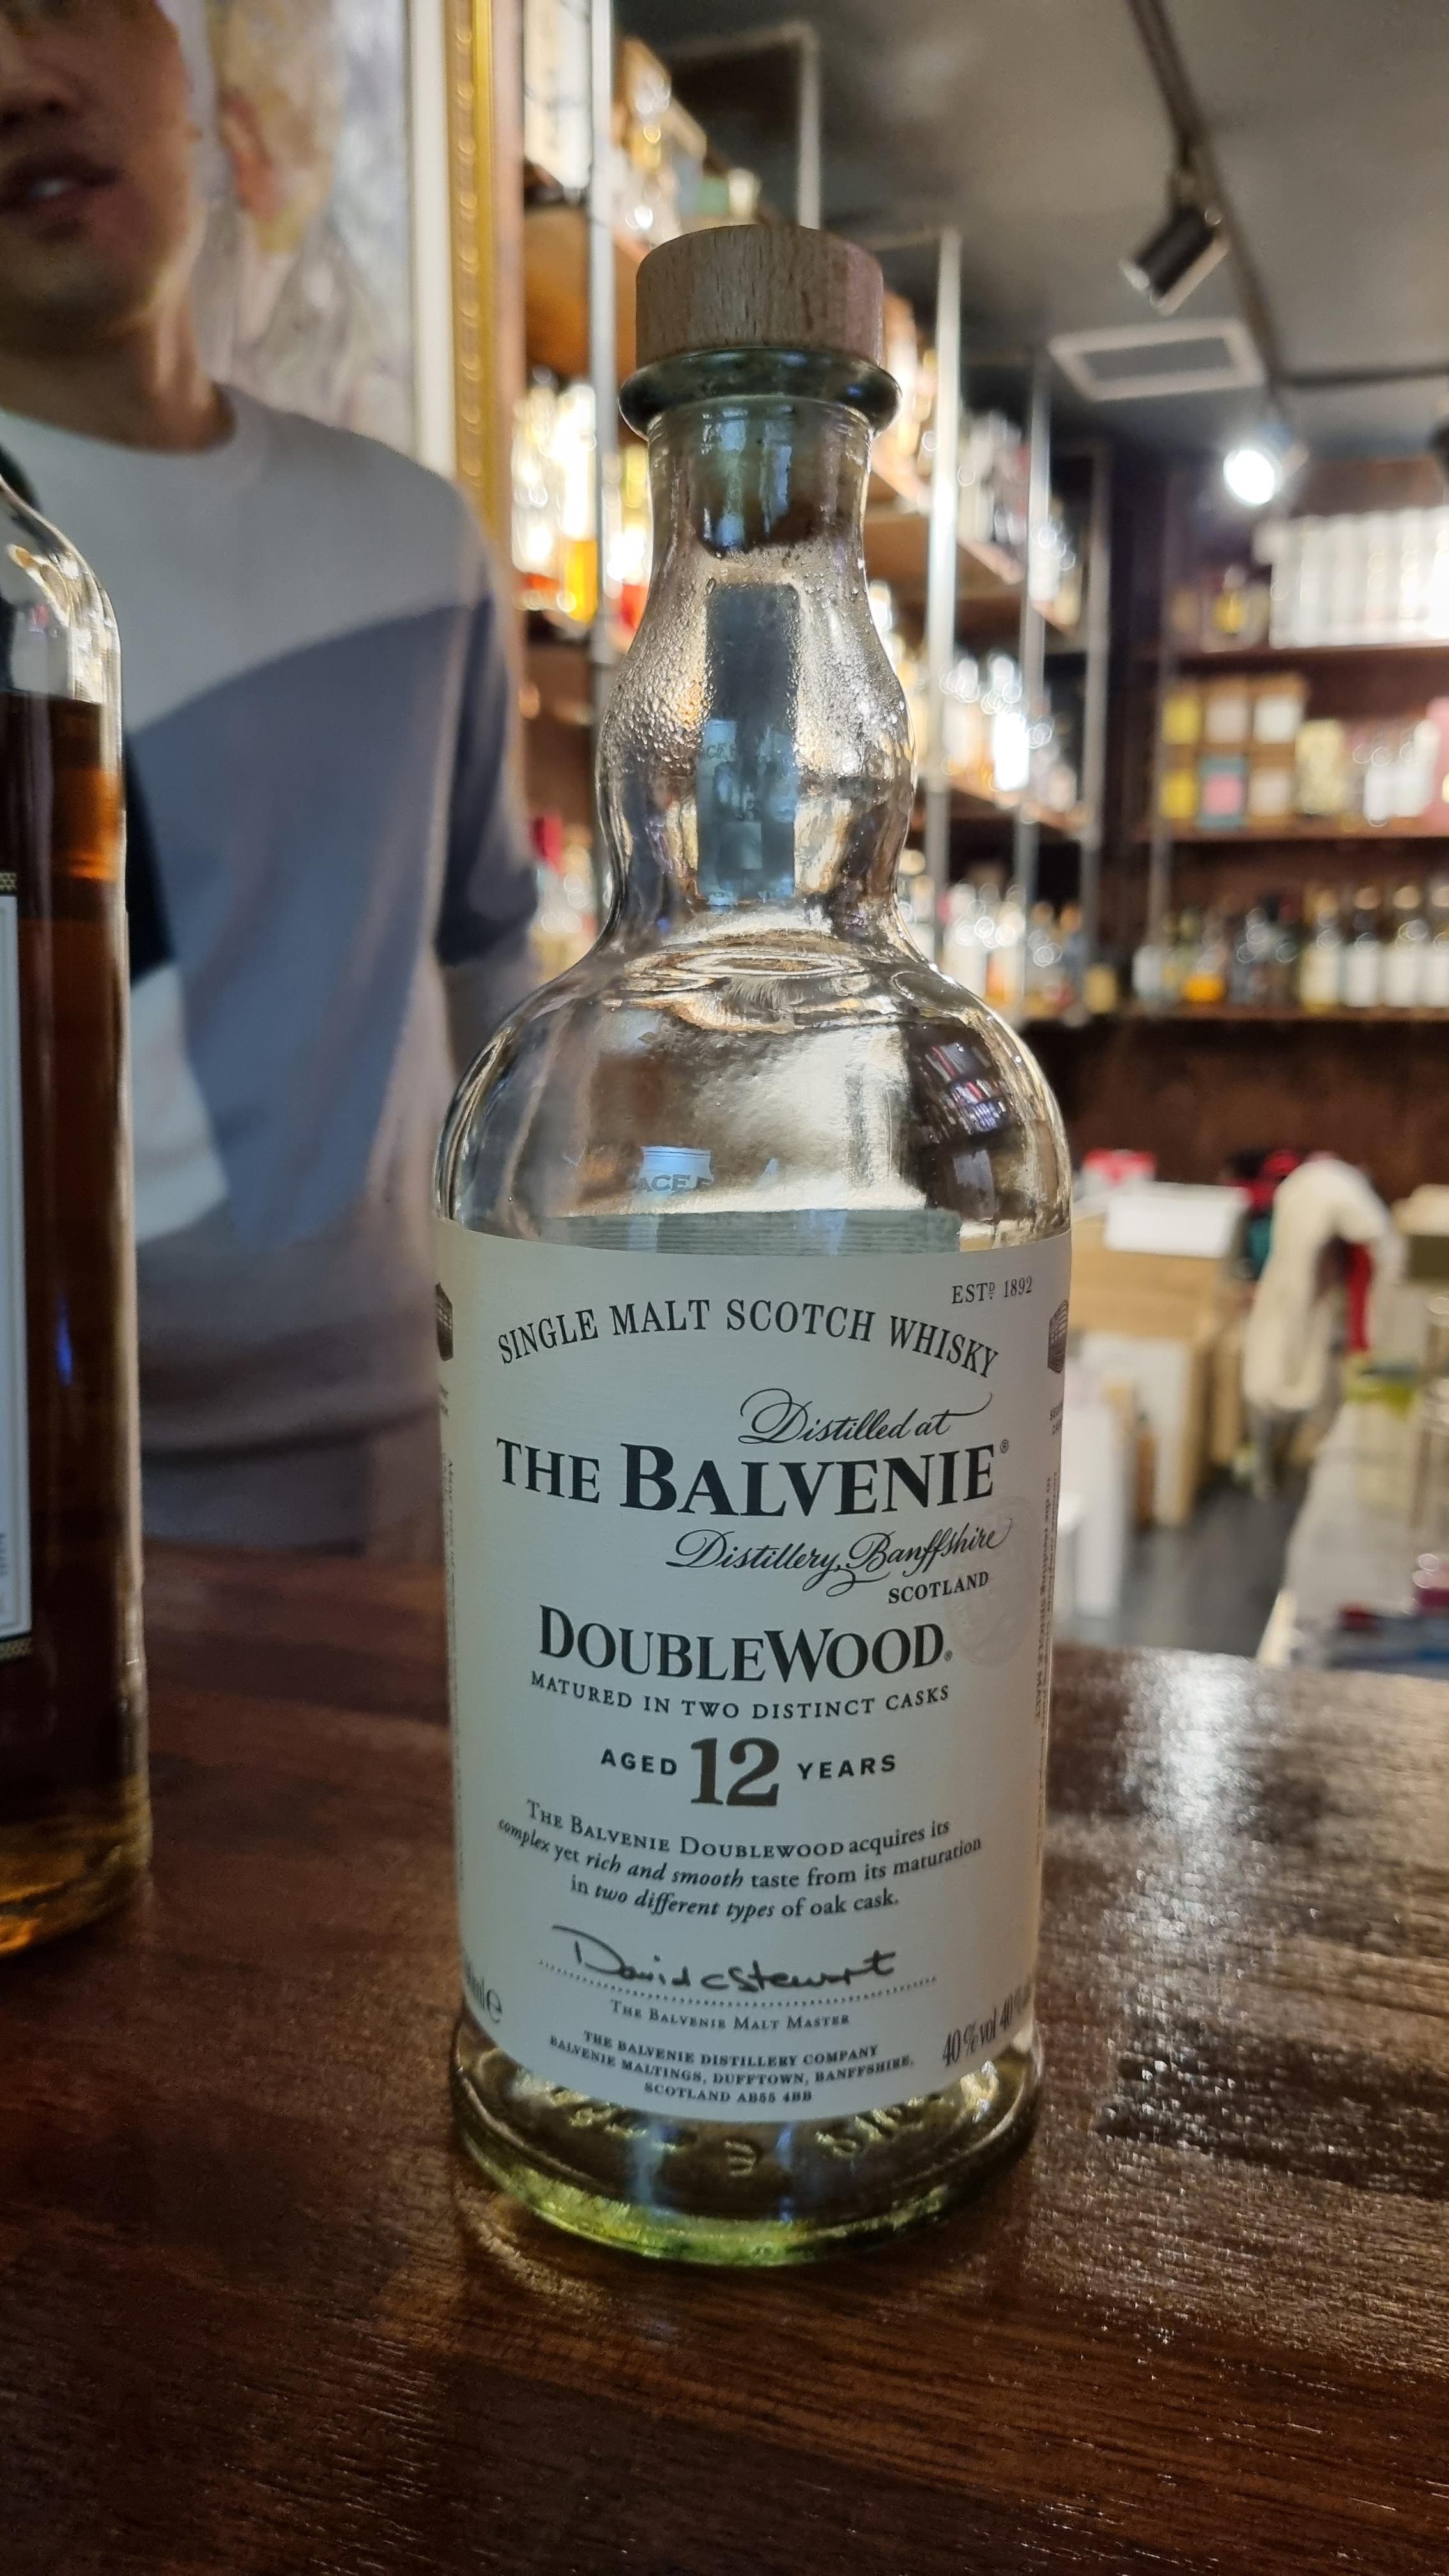 ESTD 1892
SINGLE MALT SCOTCH WHISKY
Distilled at
THE BALVENIE®
Distillery, Banffshire
SCOTLAND
DOUBLEWOOD®
MATURED IN TWO DISTINCT CASKS
AGED 12 YEARS
THE BALVENIE DOUBLEWOOD acquires its
complex yet rich and smooth taste from its maturation
in two different types of oak cask.
David C Stewart
THE BALVENIE MALT MASTER
THE BALVENIE DISTILLERY COMPANY
BALVENIE MALTINGS, DUFFTOWN, BANFFSHIRE,
SCOTLAND AB55 4BB
40%vol 40